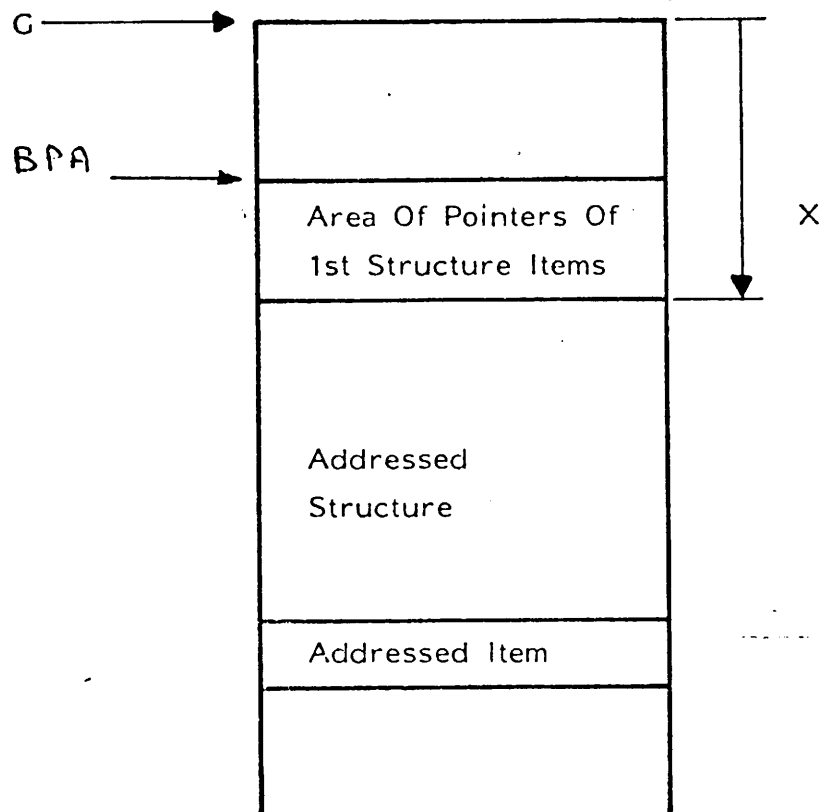 G
BPA
Area Of Pointers Of
1st Structure Items
X
Addressed
Structure
Addressed Item